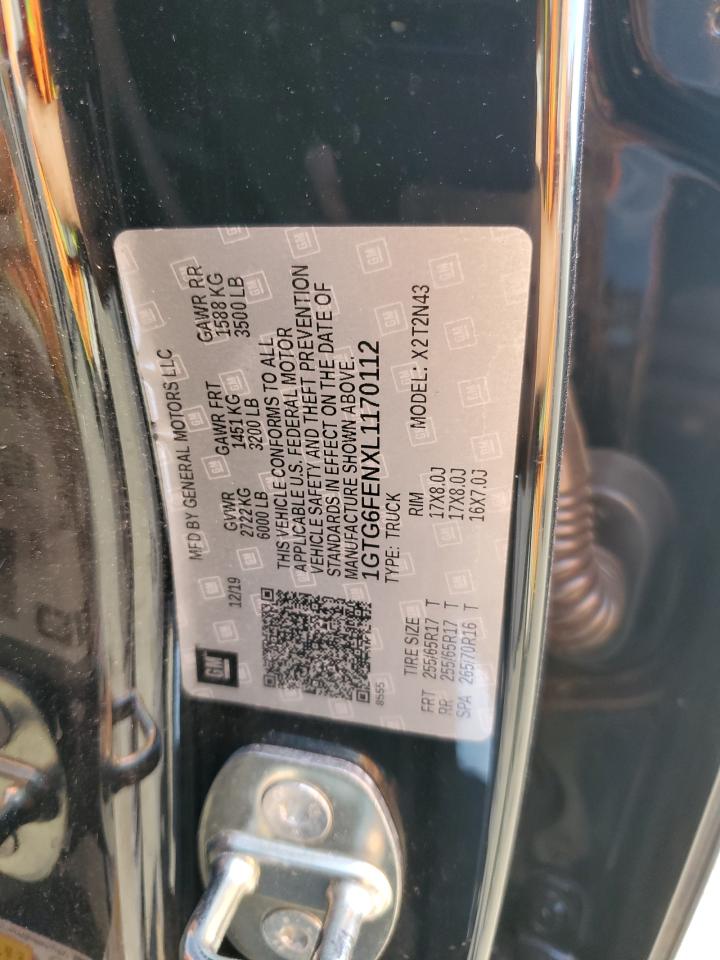 GM
MFD BY GENERAL MOTORS LLC
12/19 GVWR GAWR FRT GAWR RR
2722 KG 1451 KG 1588 KG
6000 LB 3200 LB 3500 LB
THIS VEHICLE CONFORMS TO ALL
APPLICABLE U.S. FEDERAL MOTOR
VEHICLE SAFETY AND THEFT PREVENTION
STANDARDS IN EFFECT ON THE DATE OF
MANUFACTURE SHOWN ABOVE.
1GTG6FENXL1170112
8555
TYPE: TRUCK MODEL: X2T2N43
TIRE SIZE RIM
FRT 255/65R17 T 17X8.0J
RR 255/65R17 T 17X8.0J
SPA 265/70R16 T 16X7.0J